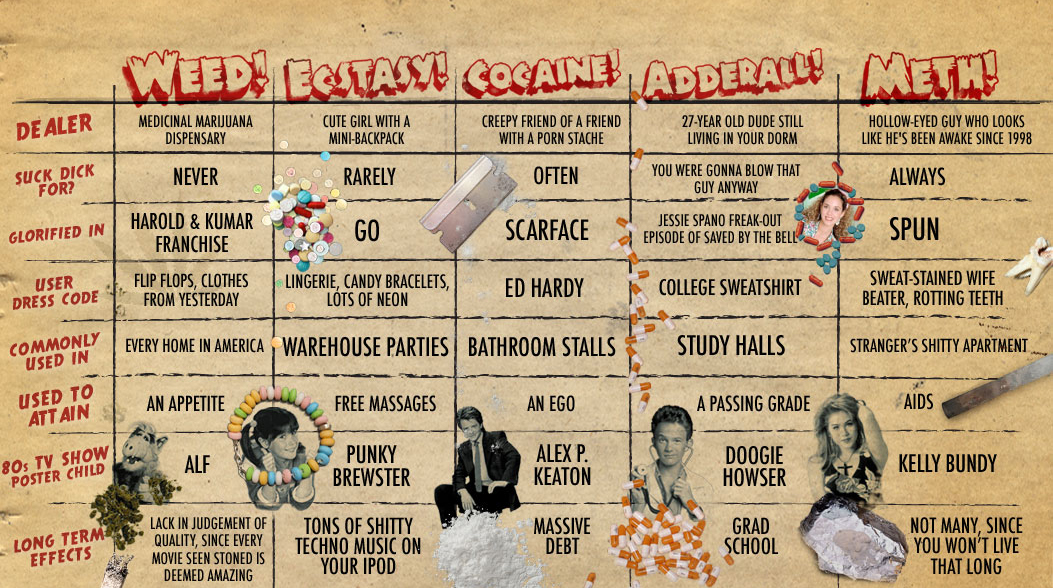 WEED! ECSTASY! COCAINE! ADDERALL! METH!
DEALER
MEDICINAL MARIJUANA
DISPENSARY
CUTE GIRL WITH A
MINI-BACKPACK
CREEPY FRIEND OF A FRIEND
WITH A PORN STACHE
27-YEAR OLD DUDE STILL
LIVING IN YOUR DORM
HOLLOW-EYED GUY WHO LOOKS
LIKE HE'S BEEN AWAKE SINCE 1998
SUCK DICK
FOR?
NEVER
RARELY
OFTEN
YOU WERE GONNA BLOW THAT
GUY ANYWAY
ALWAYS
GLORIFIED IN
HAROLD & KUMAR
FRANCHISE
GO
SCARFACE
JESSIE SPANO FREAK-OUT
EPISODE OF SAVED BY THE BELL
SPUN
USER
DRESS CODE
FLIP FLOPS, CLOTHES
FROM YESTERDAY
LINGERIE, CANDY BRACELETS,
LOTS OF NEON
ED HARDY
COLLEGE SWEATSHIRT
SWEAT-STAINED WIFE
BEATER, ROTTING TEETH
COMMONLY
USED IN
EVERY HOME IN AMERICA
WAREHOUSE PARTIES
BATHROOM STALLS
STUDY HALLS
STRANGER'S SHITTY APARTMENT
USED TO
ATTAIN
AN APPETITE
FREE MASSAGES
AN EGO
A PASSING GRADE
AIDS
80s TV SHOW
POSTER CHILD
ALF
PUNKY
BREWSTER
ALEX P.
KEATON
DOOGIE
HOWSER
KELLY BUNDY
LONG TERM
EFFECTS
LACK IN JUDGEMENT OF
QUALITY, SINCE EVERY
MOVIE SEEN STONED IS
DEEMED AMAZING
TONS OF SHITTY
TECHNO MUSIC ON
YOUR IPOD
MASSIVE
DEBT
GRAD
SCHOOL
NOT MANY, SINCE
YOU WON'T LIVE
THAT LONG